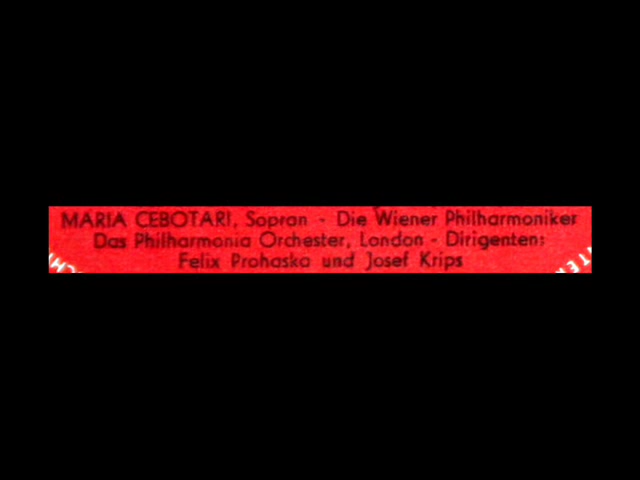 MARIA CEBOTARI, Sopran - Die Wiener Philharmoniker
Das Philharmonia Orchester, London - Dirigenten:
Felix Prohaska und Josef Krips